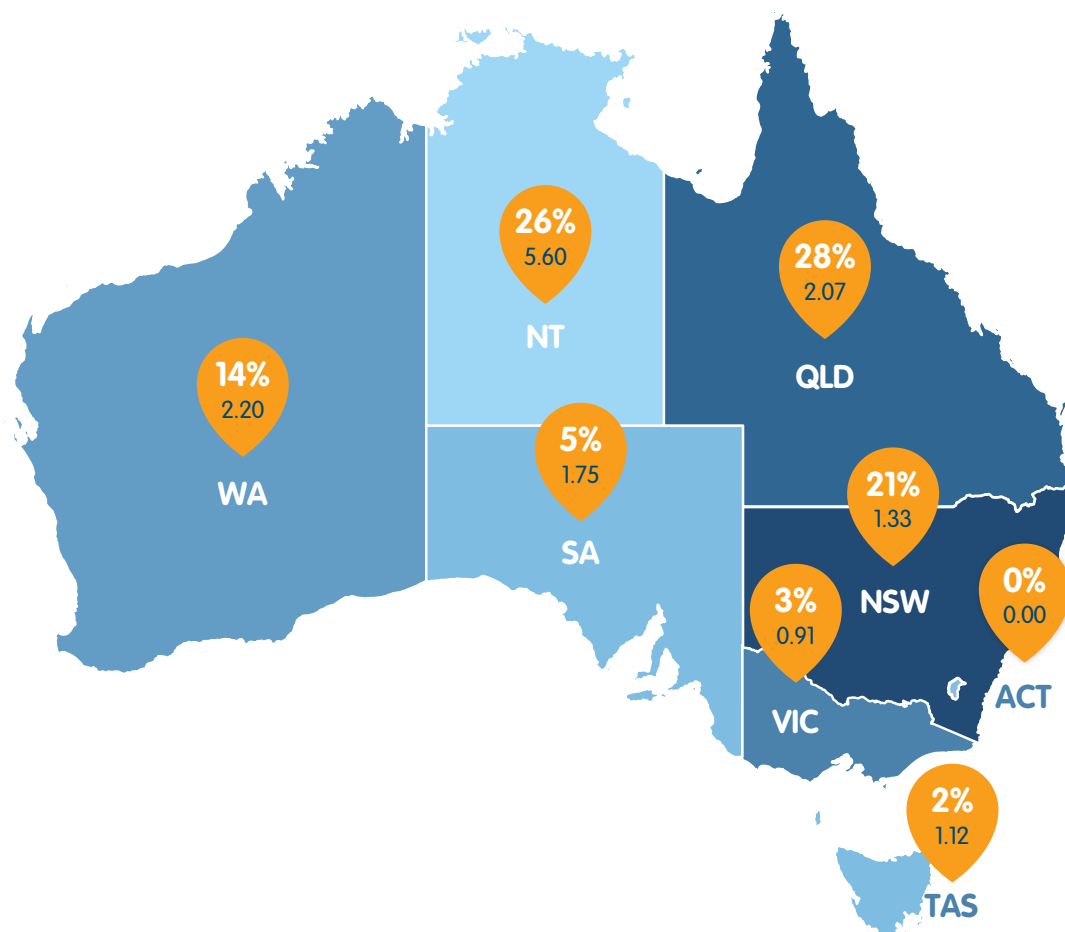 26%
5.60
NT
28%
2.07
QLD
14%
2.20
WA
5%
1.75
SA
21%
1.33
NSW
0%
0.00
ACT
3%
0.91
VIC
2%
1.12
TAS